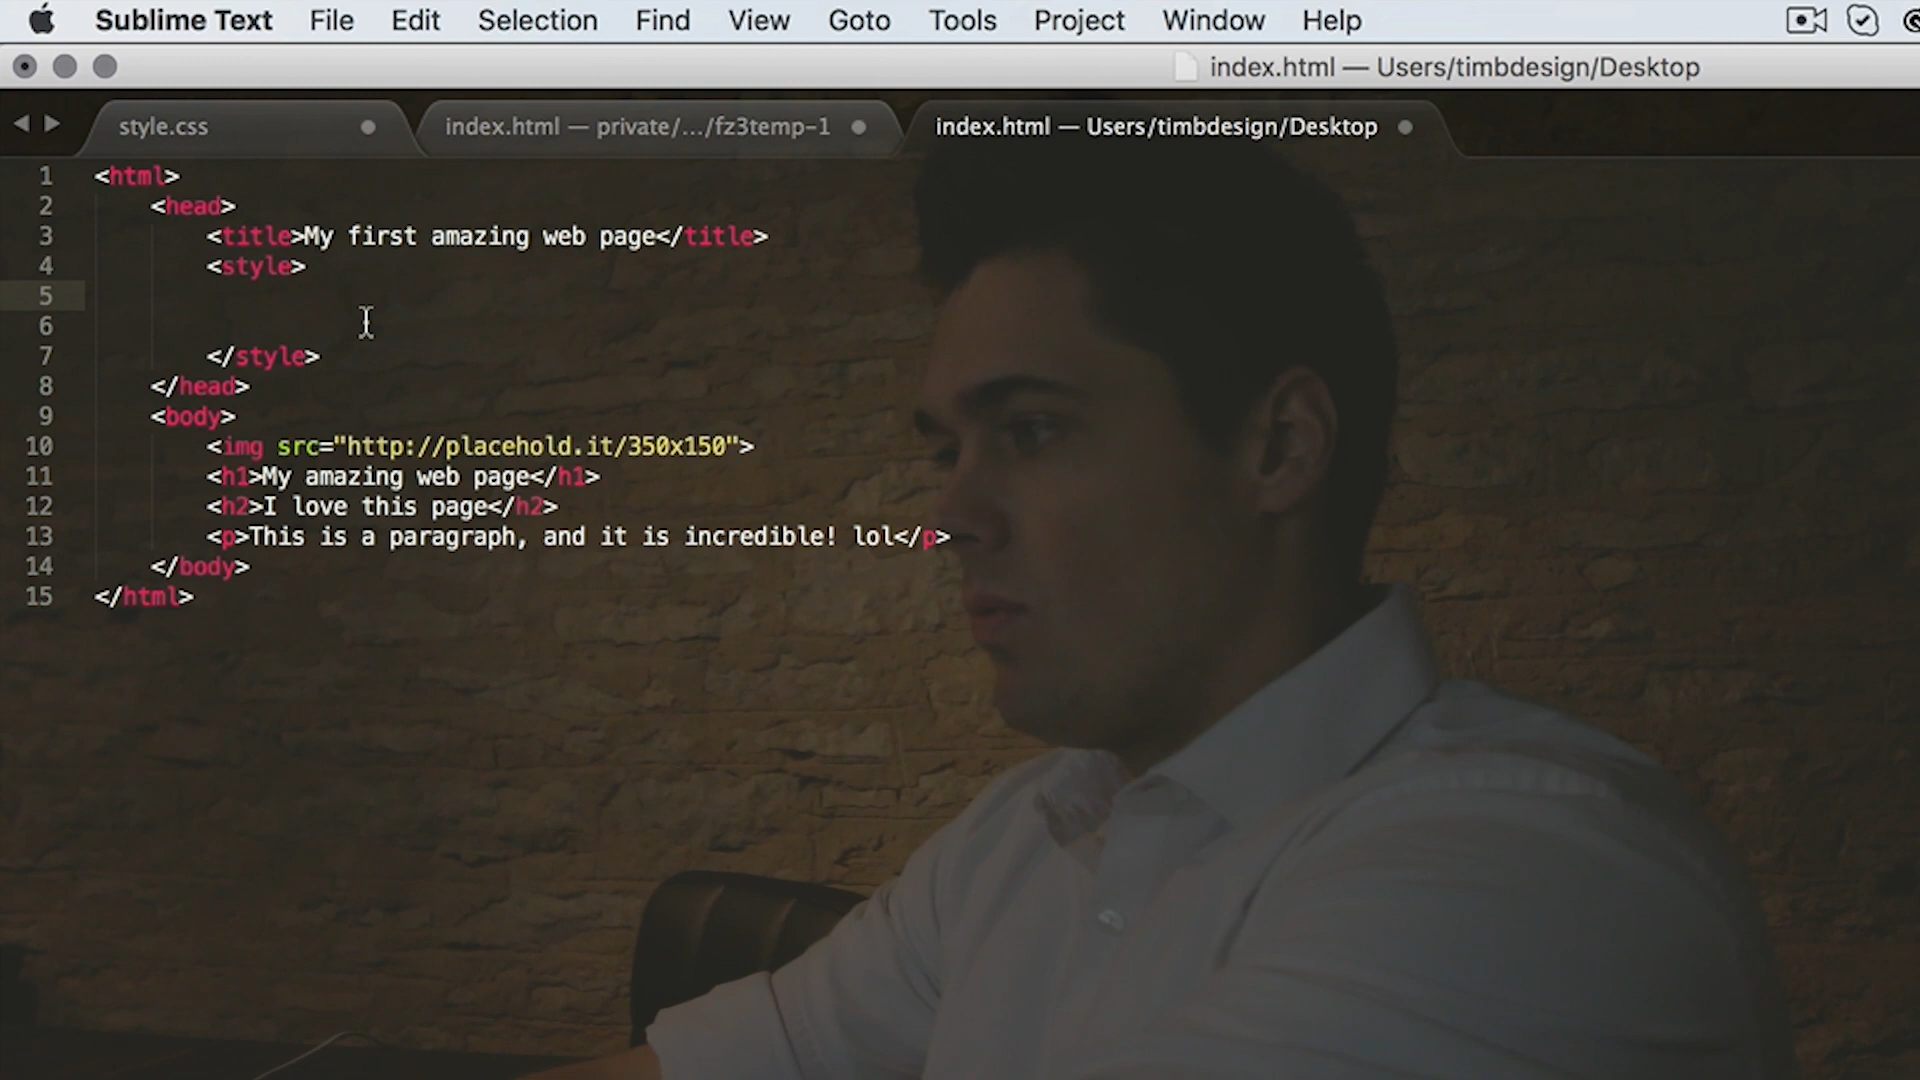 Sublime Text File Edit Selection Find View Goto Tools Project Window Help
index.html — Users/timbdesign/Desktop
style.css index.html — private/.../fz3temp-1 index.html — Users/timbdesign/Desktop
1 <html>
2 <head>
3 <title>My first amazing web page</title>
4 <style>
5
6
7 </style>
8 </head>
9 <body>
10 <img src="http://placehold.it/350x150">
11 <h1>My amazing web page</h1>
12 <h2>I love this page</h2>
13 <p>This is a paragraph, and it is incredible! lol</p>
14 </body>
15 </html>